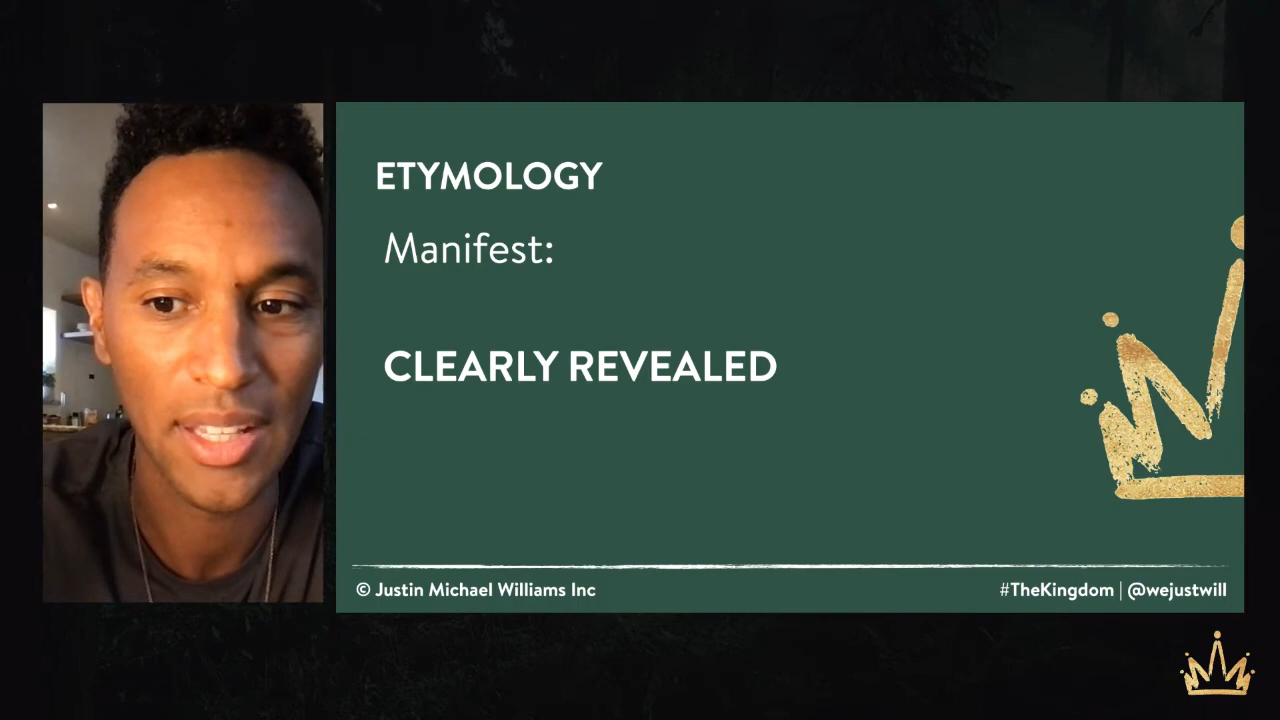 ETYMOLOGY
Manifest:
CLEARLY REVEALED
© Justin Michael Williams Inc
#TheKingdom | @wejustwill